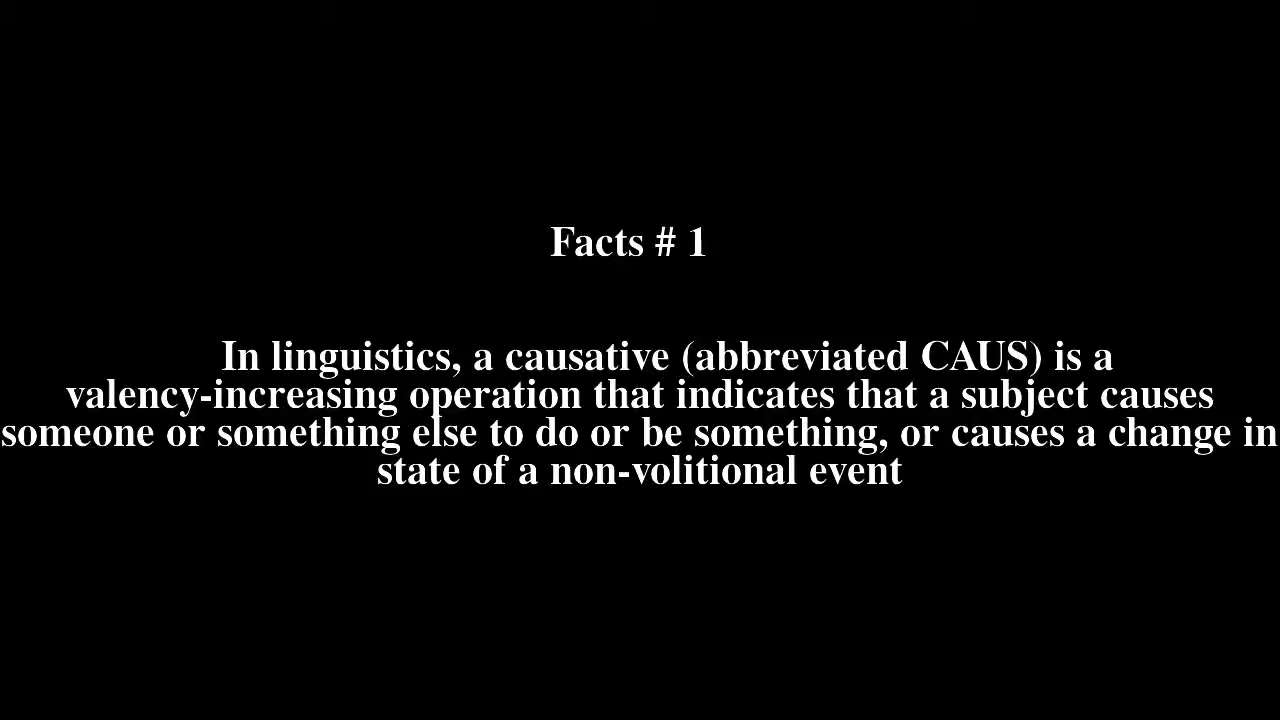 Facts # 1
In linguistics, a causative (abbreviated CAUS) is a
valency-increasing operation that indicates that a subject causes
someone or something else to do or be something, or causes a change in
state of a non-volitional event